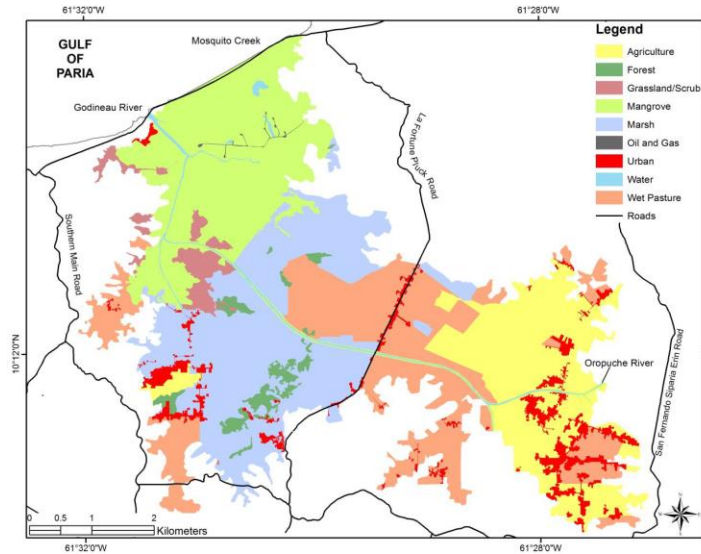 61°32'0"W
61°28'0"W
GULF
OF
PARIA
Mosquito Creek
Godineau River
La Fortune Pluck Road
Southern Main Road
10°12'0"N
Oropuche River
San Fernando Siparia Erin Road
Legend
Agriculture
Forest
Grassland/Scrub
Mangrove
Marsh
Oil and Gas
Urban
Water
Wet Pasture
Roads
0 0.5 1 2
Kilometers
61°32'0"W
61°28'0"W